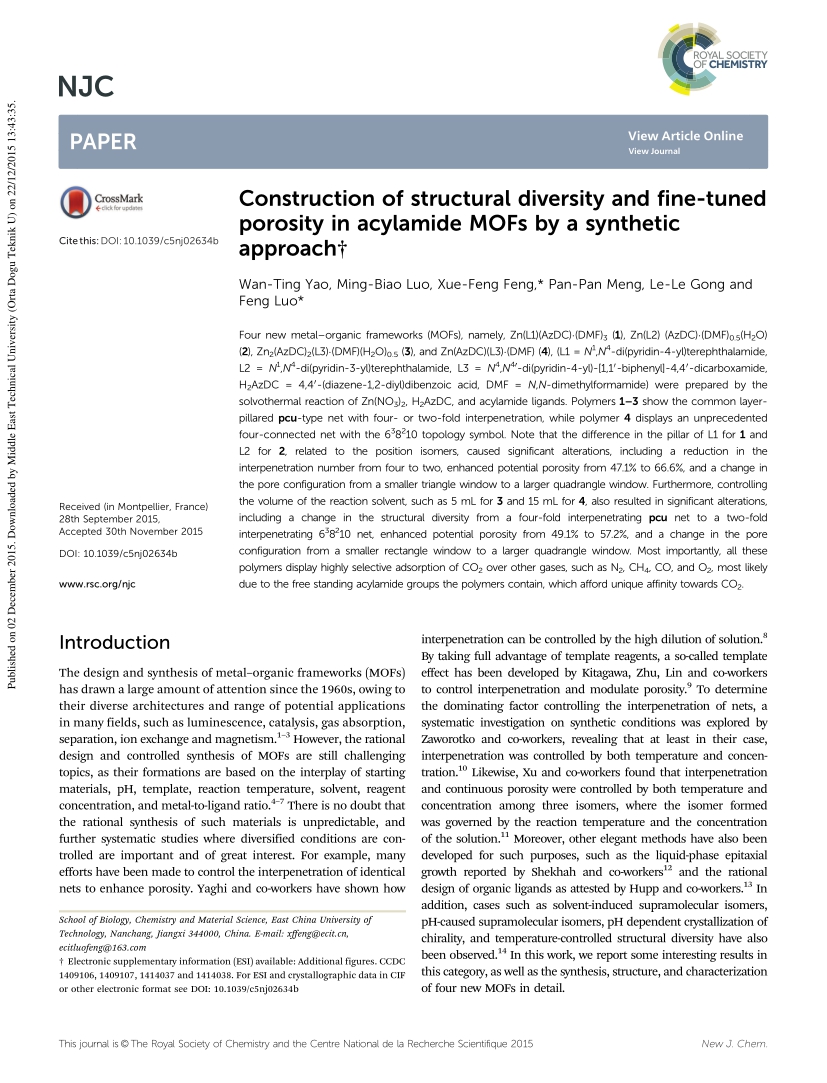 ROYAL SOCIETY
OF CHEMISTRY
NJC
PAPER
View Article Online
View Journal
CrossMark
click for updates
Cite this: DOI: 10.1039/c5nj02634b
Construction of structural diversity and fine-tuned
porosity in acylamide MOFs by a synthetic
approach†
Wan-Ting Yao, Ming-Biao Luo, Xue-Feng Feng,* Pan-Pan Meng, Le-Le Gong and
Feng Luo*
Four new metal–organic frameworks (MOFs), namely, Zn(L1)(AzDC)·(DMF)₃ (1), Zn(L2) (AzDC)·(DMF)₀.₅(H₂O)
(2), Zn₂(AzDC)₂(L3)·(DMF)(H₂O)₀.₅ (3), and Zn(AzDC)(L3)·(DMF) (4), (L1 = N¹,N⁴-di(pyridin-4-yl)terephthalamide,
L2 = N¹,N⁴-di(pyridin-3-yl)terephthalamide, L3 = N⁴,N⁴′-di(pyridin-4-yl)-[1,1′-biphenyl]-4,4′-dicarboxamide,
H₂AzDC = 4,4′-(diazene-1,2-diyl)dibenzoic acid, DMF = N,N-dimethylformamide) were prepared by the
solvothermal reaction of Zn(NO₃)₂, H₂AzDC, and acylamide ligands. Polymers 1–3 show the common layer-
pillared pcu-type net with four- or two-fold interpenetration, while polymer 4 displays an unprecedented
four-connected net with the 6³8²10 topology symbol. Note that the difference in the pillar of L1 for 1 and
L2 for 2, related to the position isomers, caused significant alterations, including a reduction in the
interpenetration number from four to two, enhanced potential porosity from 47.1% to 66.6%, and a change in
the pore configuration from a smaller triangle window to a larger quadrangle window. Furthermore, controlling
the volume of the reaction solvent, such as 5 mL for 3 and 15 mL for 4, also resulted in significant alterations,
including a change in the structural diversity from a four-fold interpenetrating pcu net to a two-fold
interpenetrating 6³8²10 net, enhanced potential porosity from 49.1% to 57.2%, and a change in the pore
configuration from a smaller rectangle window to a larger quadrangle window. Most importantly, all these
polymers display highly selective adsorption of CO₂ over other gases, such as N₂, CH₄, CO, and O₂, most likely
due to the free standing acylamide groups the polymers contain, which afford unique affinity towards CO₂.
Received (in Montpellier, France)
28th September 2015,
Accepted 30th November 2015
DOI: 10.1039/c5nj02634b
www.rsc.org/njc
Introduction
The design and synthesis of metal–organic frameworks (MOFs)
has drawn a large amount of attention since the 1960s, owing to
their diverse architectures and range of potential applications
in many fields, such as luminescence, catalysis, gas absorption,
separation, ion exchange and magnetism.¹⁻³ However, the rational
design and controlled synthesis of MOFs are still challenging
topics, as their formations are based on the interplay of starting
materials, pH, template, reaction temperature, solvent, reagent
concentration, and metal-to-ligand ratio.⁴⁻⁷ There is no doubt that
the rational synthesis of such materials is unpredictable, and
further systematic studies where diversified conditions are con-
trolled are important and of great interest. For example, many
efforts have been made to control the interpenetration of identical
nets to enhance porosity. Yaghi and co-workers have shown how
interpenetration can be controlled by the high dilution of solution.⁸
By taking full advantage of template reagents, a so-called template
effect has been developed by Kitagawa, Zhu, Lin and co-workers
to control interpenetration and modulate porosity.⁹ To determine
the dominating factor controlling the interpenetration of nets, a
systematic investigation on synthetic conditions was explored by
Zaworotko and co-workers, revealing that at least in their case,
interpenetration was controlled by both temperature and concen-
tration.¹⁰ Likewise, Xu and co-workers found that interpenetration
and continuous porosity were controlled by both temperature and
concentration among three isomers, where the isomer formed
was governed by the reaction temperature and the concentration
of the solution.¹¹ Moreover, other elegant methods have also been
developed for such purposes, such as the liquid-phase epitaxial
growth reported by Shekhah and co-workers¹² and the rational
design of organic ligands as attested by Hupp and co-workers.¹³ In
addition, cases such as solvent-induced supramolecular isomers,
pH-caused supramolecular isomers, pH dependent crystallization of
chirality, and temperature-controlled structural diversity have also
been observed.¹⁴ In this work, we report some interesting results in
this category, as well as the synthesis, structure, and characterization
of four new MOFs in detail.
School of Biology, Chemistry and Material Science, East China University of
Technology, Nanchang, Jiangxi 344000, China. E-mail: xffeng@ecit.cn,
ecitluofeng@163.com
† Electronic supplementary information (ESI) available: Additional figures. CCDC
1409106, 1409107, 1414037 and 1414038. For ESI and crystallographic data in CIF
or other electronic format see DOI: 10.1039/c5nj02634b
This journal is © The Royal Society of Chemistry and the Centre National de la Recherche Scientifique 2015
New J. Chem.
Published on 02 December 2015. Downloaded by Middle East Technical University (Orta Dogu Teknik U) on 22/12/2015 13:43:35.